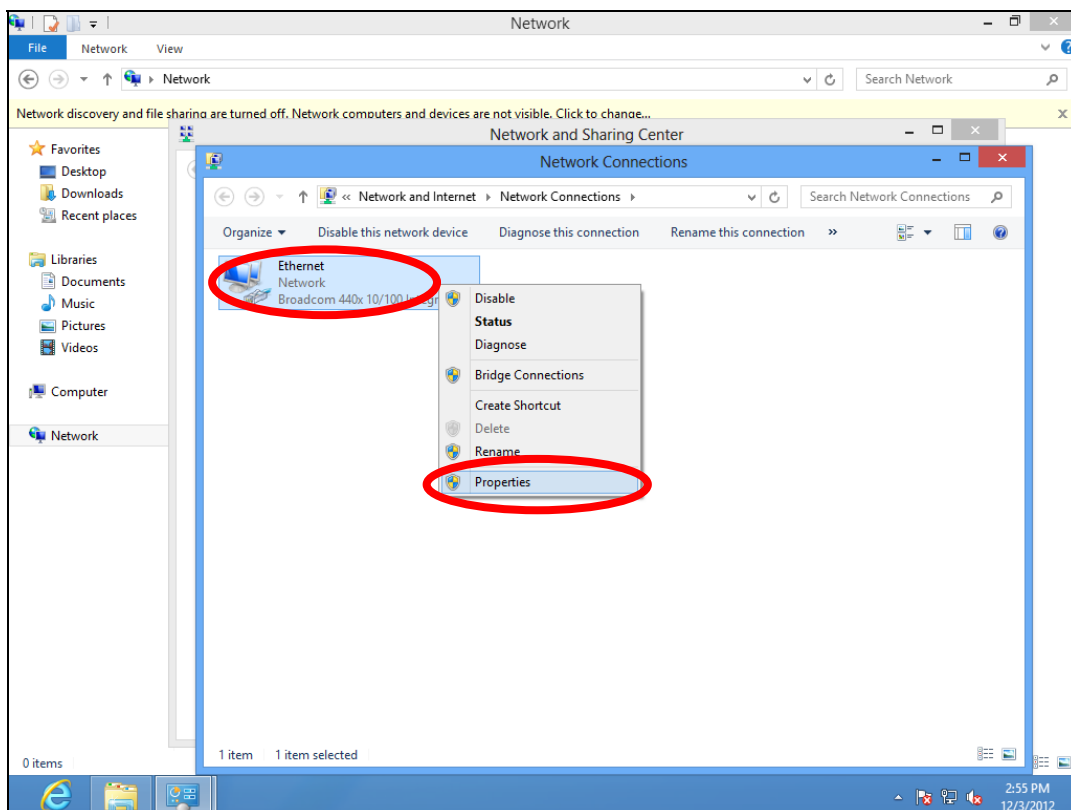 Network
File Network View
Network
Search Network
Network discovery and file sharing are turned off. Network computers and devices are not visible. Click to change...
Favorites
Desktop
Downloads
Recent places
Libraries
Documents
Music
Pictures
Videos
Computer
Network
0 items
Network and Sharing Center
Network Connections
« Network and Internet Network Connections
Search Network Connections
Organize Disable this network device Diagnose this connection Rename this connection »
Ethernet
Network
Broadcom 440x 10/100 Integr
Disable
Status
Diagnose
Bridge Connections
Create Shortcut
Delete
Rename
Properties
1 item 1 item selected
2:55 PM
12/3/2012